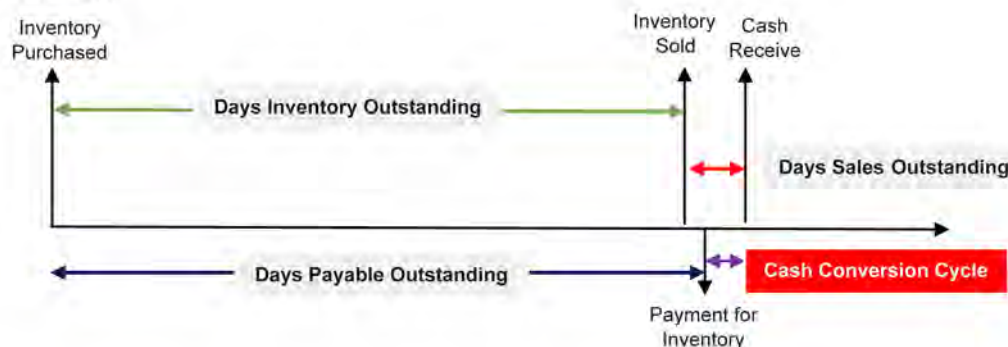 Inventory
Purchased
Inventory
Sold
Cash
Receive
Days Inventory Outstanding
Days Sales Outstanding
Days Payable Outstanding
Cash Conversion Cycle
Payment for
Inventory